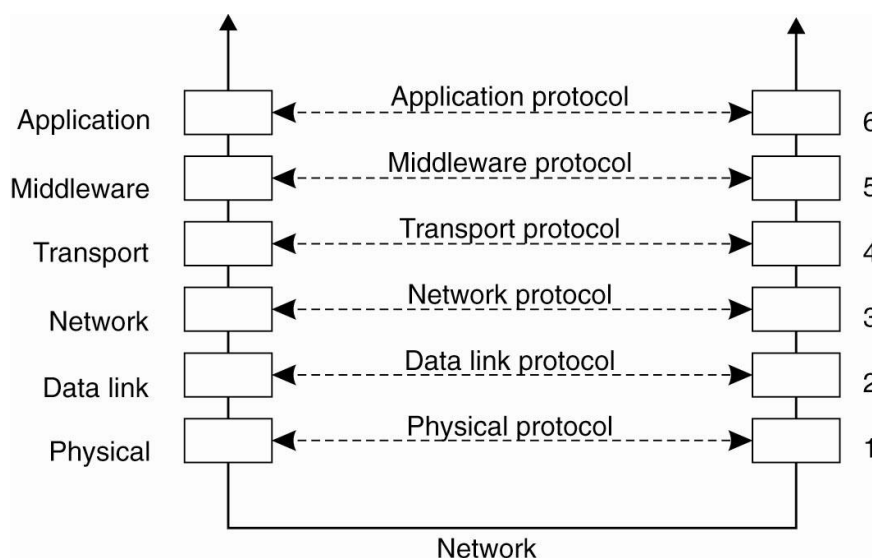 Application
Application protocol
6
Middleware
Middleware protocol
5
Transport
Transport protocol
4
Network
Network protocol
3
Data link
Data link protocol
2
Physical
Physical protocol
1
Network